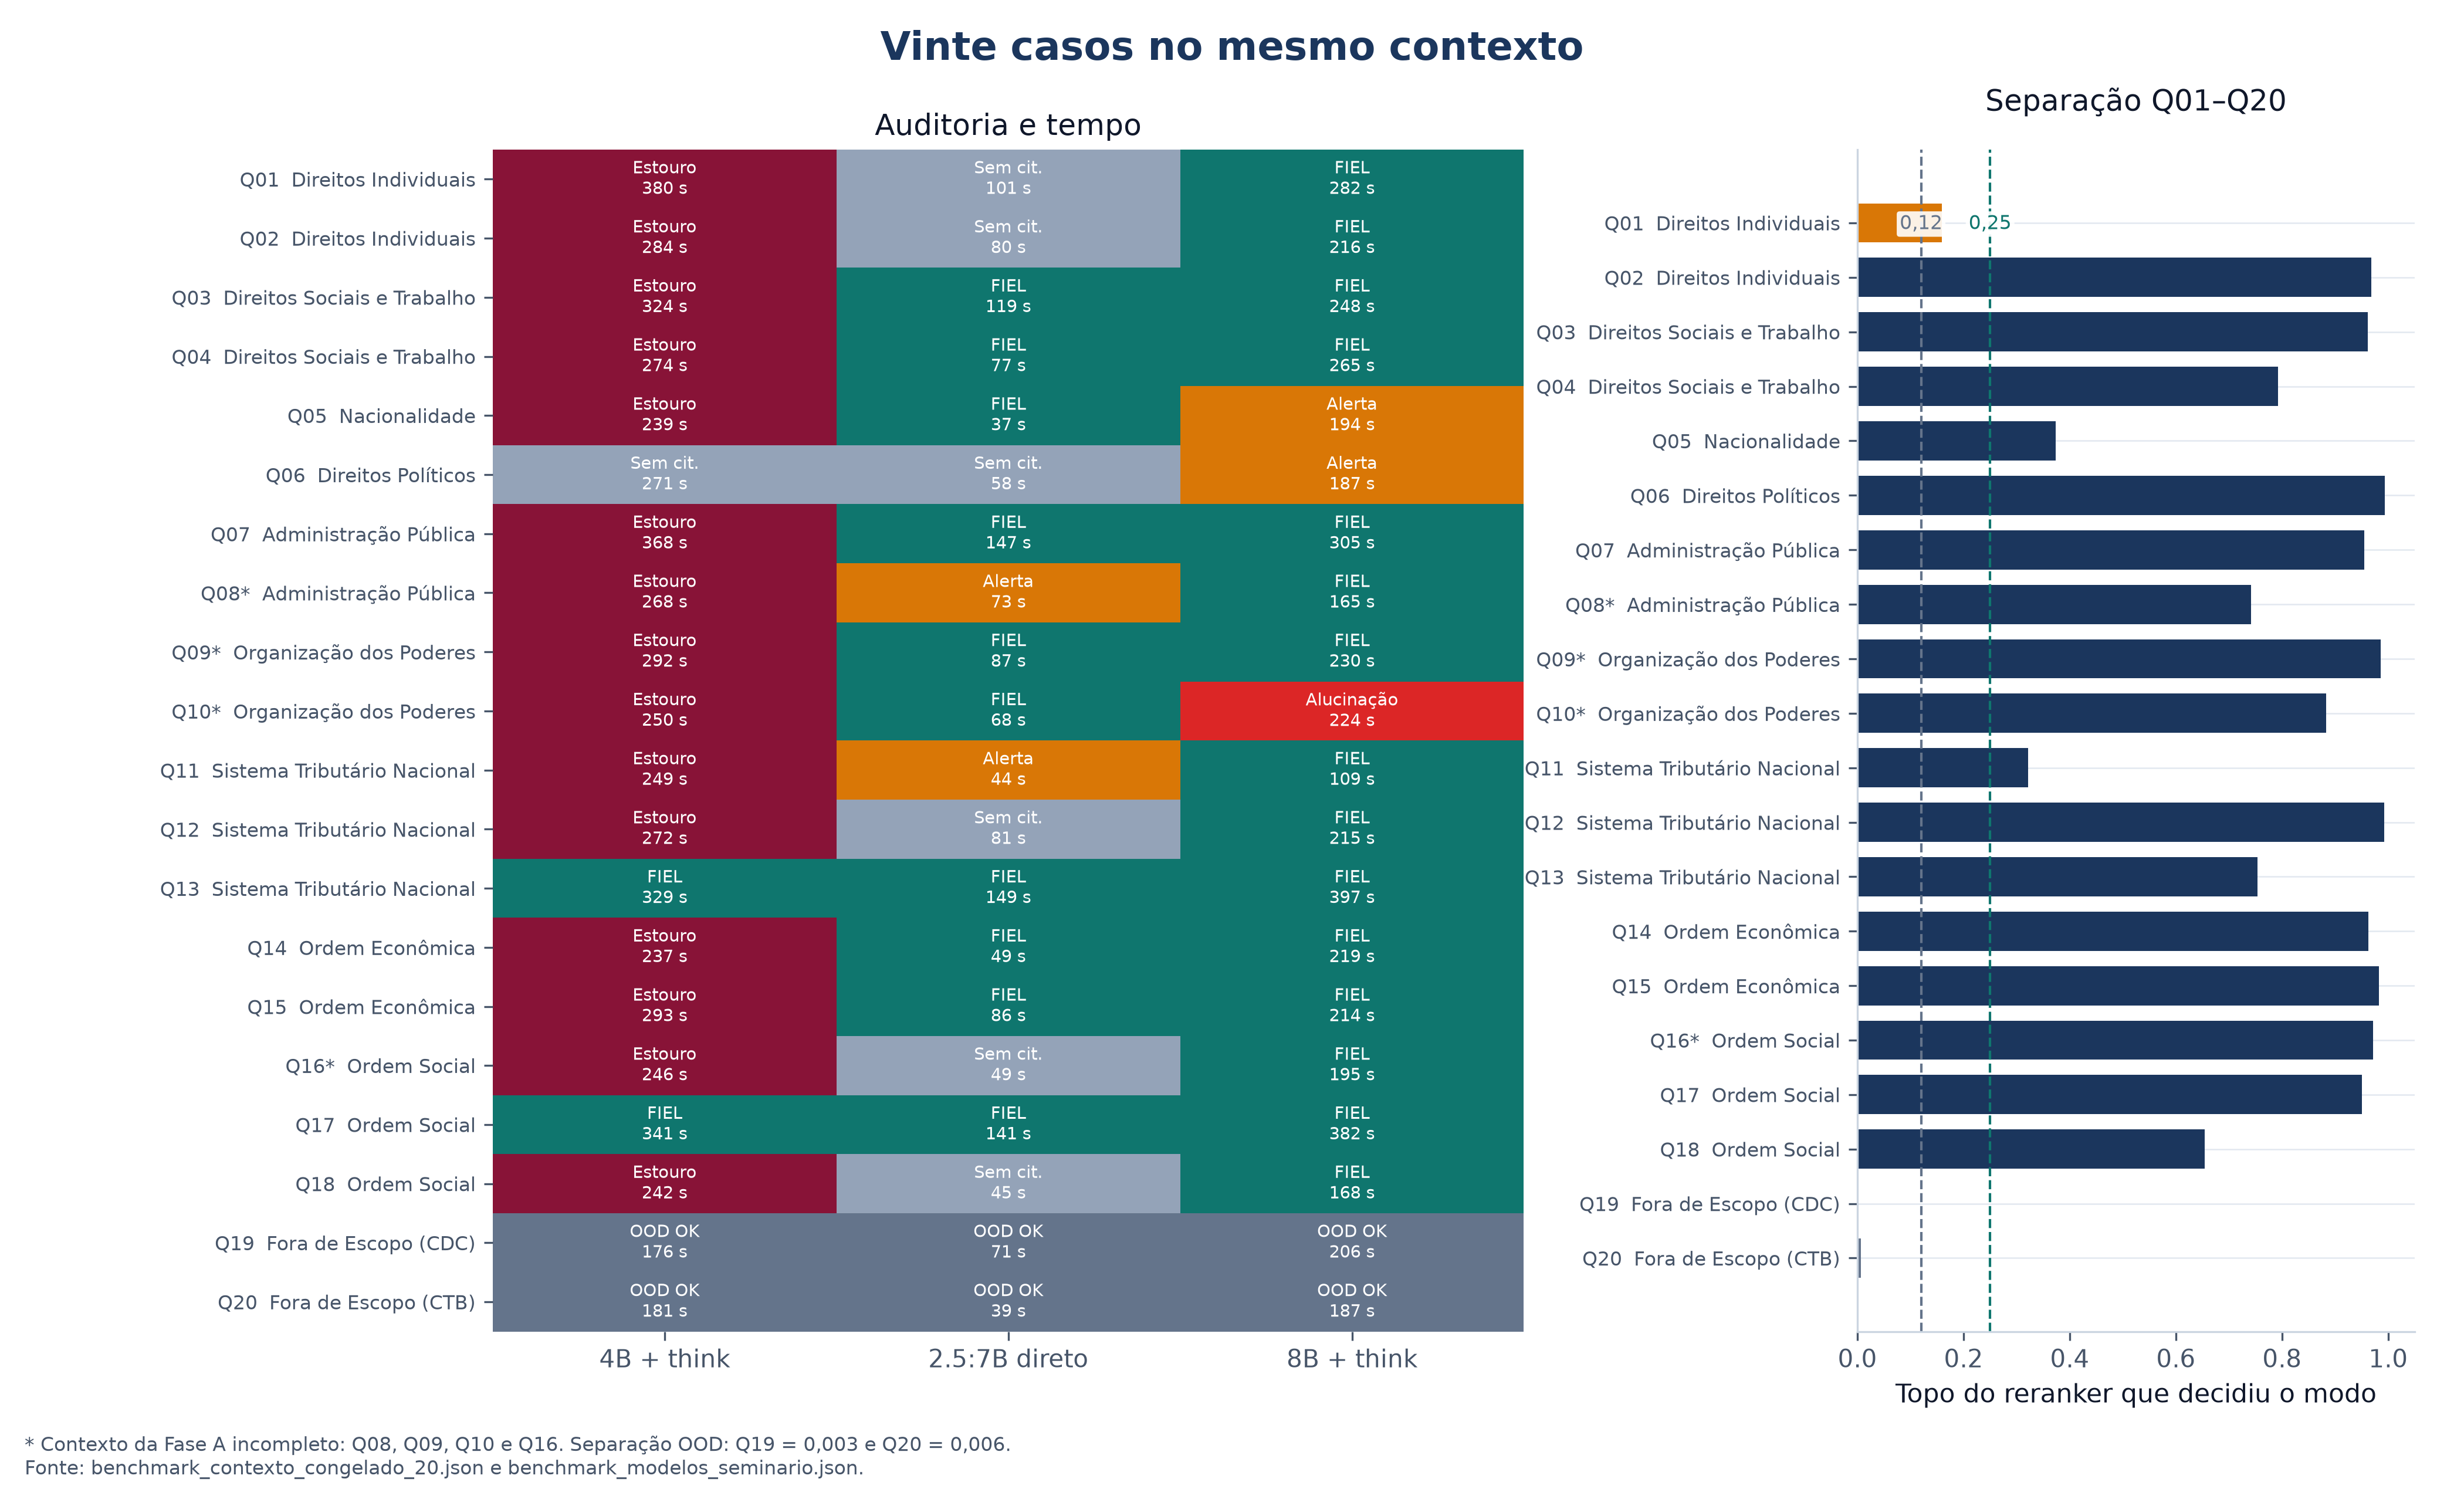 Vinte casos no mesmo contexto
Auditoria e tempo
Q01  Direitos Individuais
Estouro
380 s
Sem cit.
101 s
FIEL
282 s
Q02  Direitos Individuais
Estouro
284 s
Sem cit.
80 s
FIEL
216 s
Q03  Direitos Sociais e Trabalho
Estouro
324 s
FIEL
119 s
FIEL
248 s
Q04  Direitos Sociais e Trabalho
Estouro
274 s
FIEL
77 s
FIEL
265 s
Q05  Nacionalidade
Estouro
239 s
FIEL
37 s
Alerta
194 s
Q06  Direitos Políticos
Sem cit.
271 s
Sem cit.
58 s
Alerta
187 s
Q07  Administração Pública
Estouro
368 s
FIEL
147 s
FIEL
305 s
Q08*  Administração Pública
Estouro
268 s
Alerta
73 s
FIEL
165 s
Q09*  Organização dos Poderes
Estouro
292 s
FIEL
87 s
FIEL
230 s
Q10*  Organização dos Poderes
Estouro
250 s
FIEL
68 s
Alucinação
224 s
Q11  Sistema Tributário Nacional
Estouro
249 s
Alerta
44 s
FIEL
109 s
Q12  Sistema Tributário Nacional
Estouro
272 s
Sem cit.
81 s
FIEL
215 s
Q13  Sistema Tributário Nacional
FIEL
329 s
FIEL
149 s
FIEL
397 s
Q14  Ordem Econômica
Estouro
237 s
FIEL
49 s
FIEL
219 s
Q15  Ordem Econômica
Estouro
293 s
FIEL
86 s
FIEL
214 s
Q16*  Ordem Social
Estouro
246 s
Sem cit.
49 s
FIEL
195 s
Q17  Ordem Social
FIEL
341 s
FIEL
141 s
FIEL
382 s
Q18  Ordem Social
Estouro
242 s
Sem cit.
45 s
FIEL
168 s
Q19  Fora de Escopo (CDC)
OOD OK
176 s
OOD OK
71 s
OOD OK
206 s
Q20  Fora de Escopo (CTB)
OOD OK
181 s
OOD OK
39 s
OOD OK
187 s
4B + think
2.5:7B direto
8B + think
Separação Q01–Q20
Q01  Direitos Individuais
0,12
0,25
Q02  Direitos Individuais
Q03  Direitos Sociais e Trabalho
Q04  Direitos Sociais e Trabalho
Q05  Nacionalidade
Q06  Direitos Políticos
Q07  Administração Pública
Q08*  Administração Pública
Q09*  Organização dos Poderes
Q10*  Organização dos Poderes
Q11  Sistema Tributário Nacional
Q12  Sistema Tributário Nacional
Q13  Sistema Tributário Nacional
Q14  Ordem Econômica
Q15  Ordem Econômica
Q16*  Ordem Social
Q17  Ordem Social
Q18  Ordem Social
Q19  Fora de Escopo (CDC)
Q20  Fora de Escopo (CTB)
0.0 0.2 0.4 0.6 0.8 1.0
Topo do reranker que decidiu o modo
* Contexto da Fase A incompleto: Q08, Q09, Q10 e Q16. Separação OOD: Q19 = 0,003 e Q20 = 0,006.
Fonte: benchmark_contexto_congelado_20.json e benchmark_modelos_seminario.json.